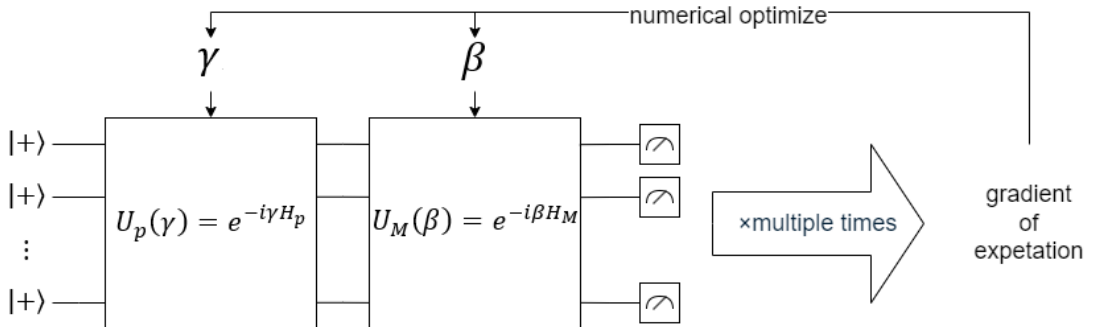 numerical optimize
γ β
|+⟩
|+⟩
⋮
|+⟩
U_p(γ) = e^{-iγH_p}
U_M(β) = e^{-iβH_M}
×multiple times
gradient
of
expetation